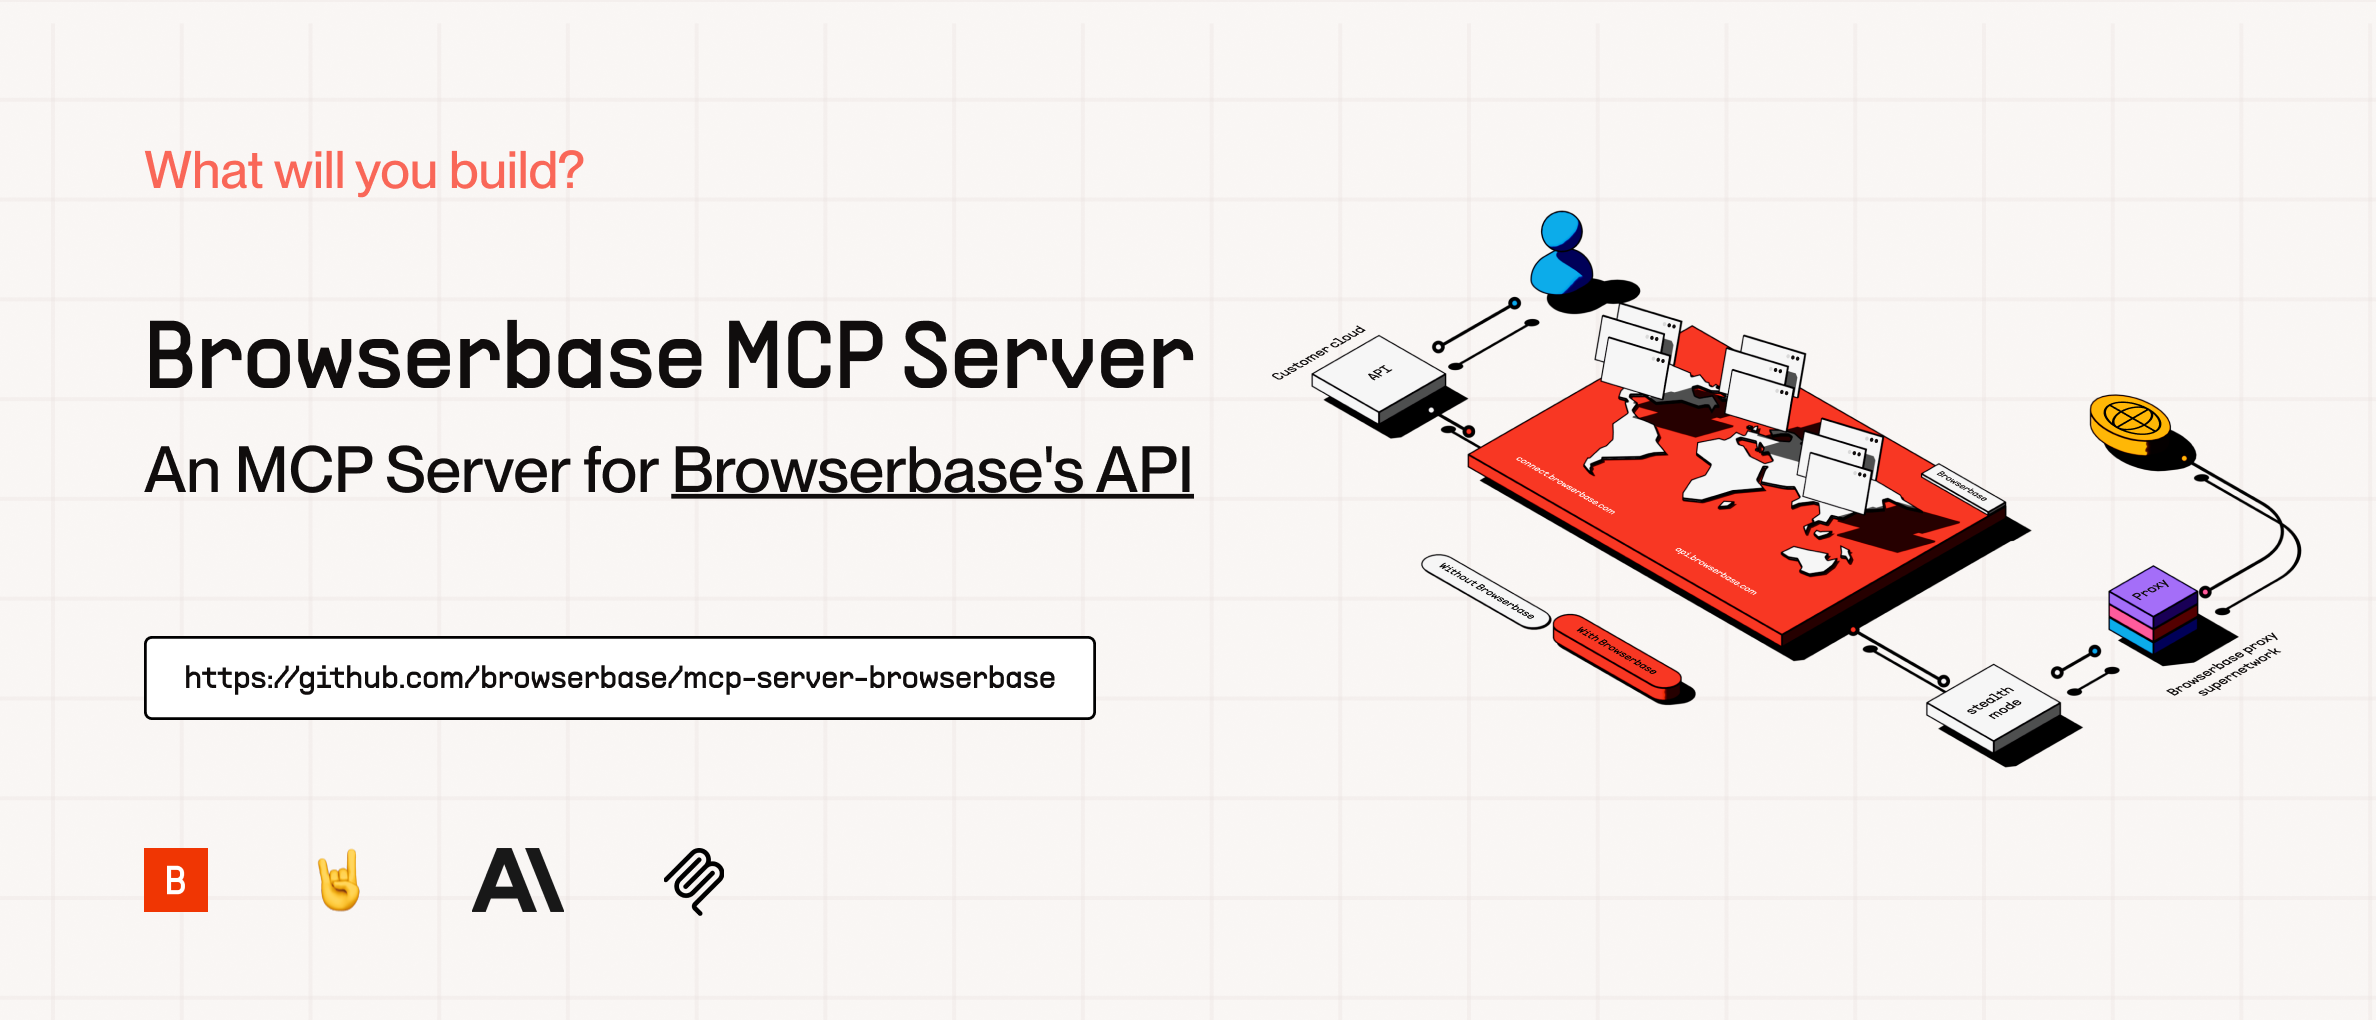 What will you build?
Browserbase MCP Server
An MCP Server for Browserbase's API
https://github.com/browserbase/mcp-server-browserbase
B
Customer cloud
API
connect.browserbase.com
api.browserbase.com
Browserbase
Without Browserbase
With Browserbase
stealth
mode
Proxy
Browserbase proxy
supernetwork